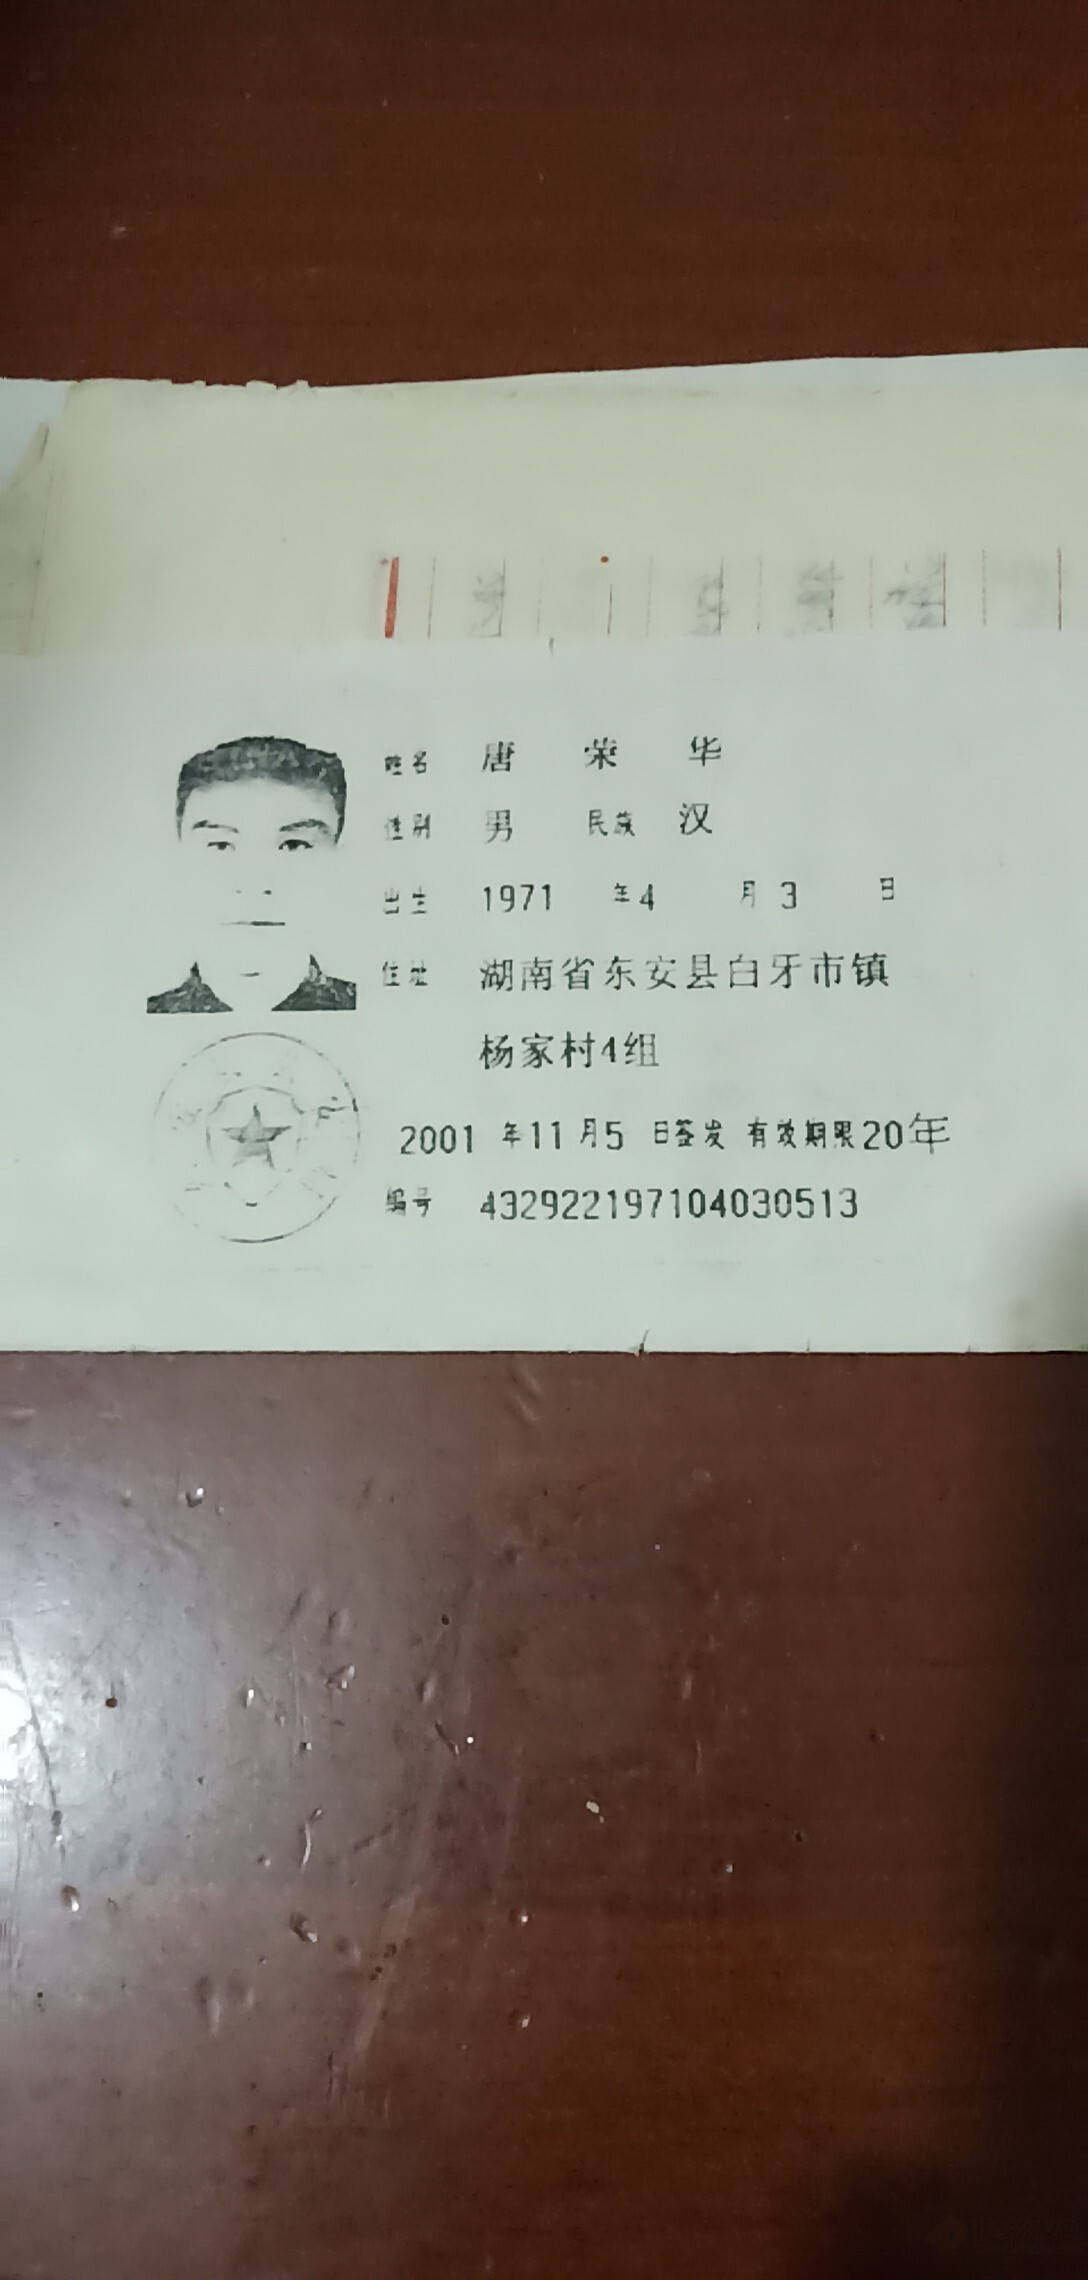 姓名 唐荣华
性别 男 民族 汉
出生 1971 年 4 月 3 日
住址 湖南省东安县白牙市镇
杨家村4组
2001 年 11 月 5 日签发 有效期限 20年
编号 432922197104030513